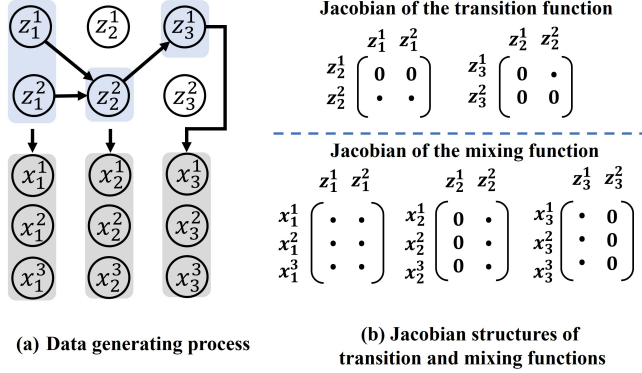 z_1^1 z_2^1 z_3^1
z_1^2 z_2^2 z_3^2
x_1^1 x_2^1 x_3^1
x_1^2 x_2^2 x_3^2
x_1^3 x_2^3 x_3^3
(a) Data generating process
Jacobian of the transition function
z_1^1 z_1^2
z_2^1 0 0
z_2^2 · ·
z_2^1 z_2^2
z_3^1 0 ·
z_3^2 0 0
Jacobian of the mixing function
z_1^1 z_1^2
x_1^1 · ·
x_1^2 · ·
x_1^3 · ·
z_2^1 z_2^2
x_2^1 0 ·
x_2^2 0 ·
x_2^3 0 ·
z_3^1 z_3^2
x_3^1 · 0
x_3^2 · 0
x_3^3 · 0
(b) Jacobian structures of
transition and mixing functions